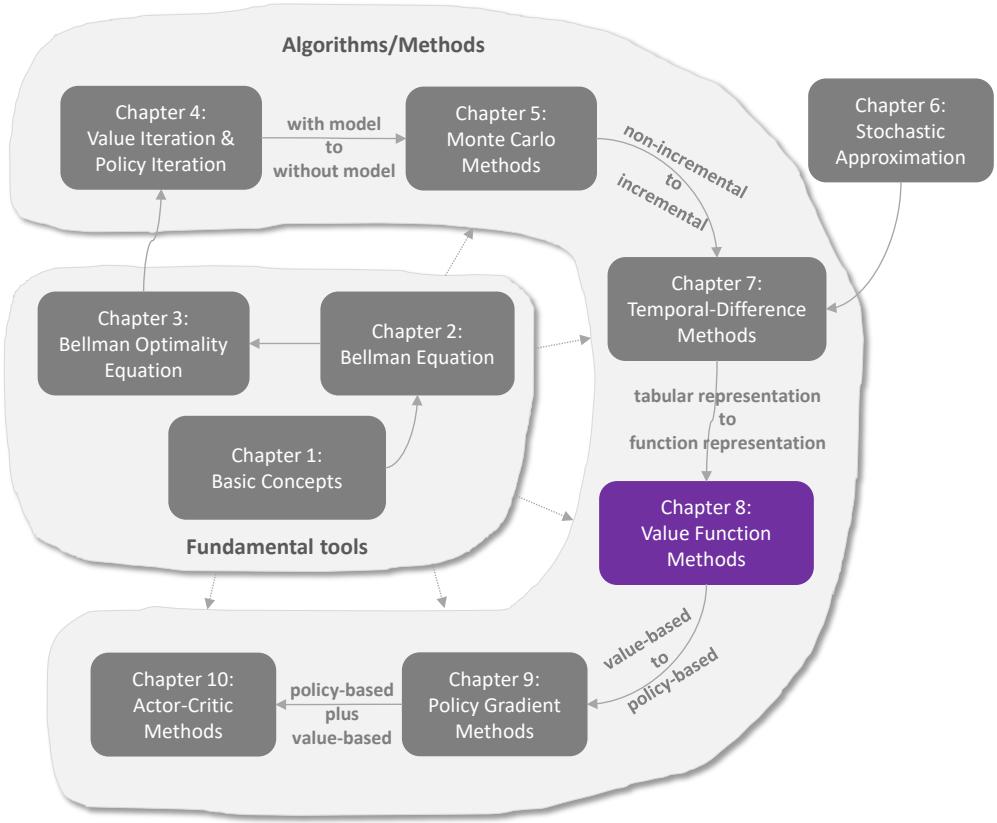 Algorithms/Methods
Chapter 4:
Value Iteration &
Policy Iteration
with model
to
without model
Chapter 5:
Monte Carlo
Methods
non-incremental
to
incremental
Chapter 6:
Stochastic
Approximation
Chapter 7:
Temporal-Difference
Methods
Chapter 3:
Bellman Optimality
Equation
Chapter 2:
Bellman Equation
Chapter 1:
Basic Concepts
Fundamental tools
tabular representation
to
function representation
Chapter 8:
Value Function
Methods
value-based
to
policy-based
Chapter 9:
Policy Gradient
Methods
policy-based
plus
value-based
Chapter 10:
Actor-Critic
Methods